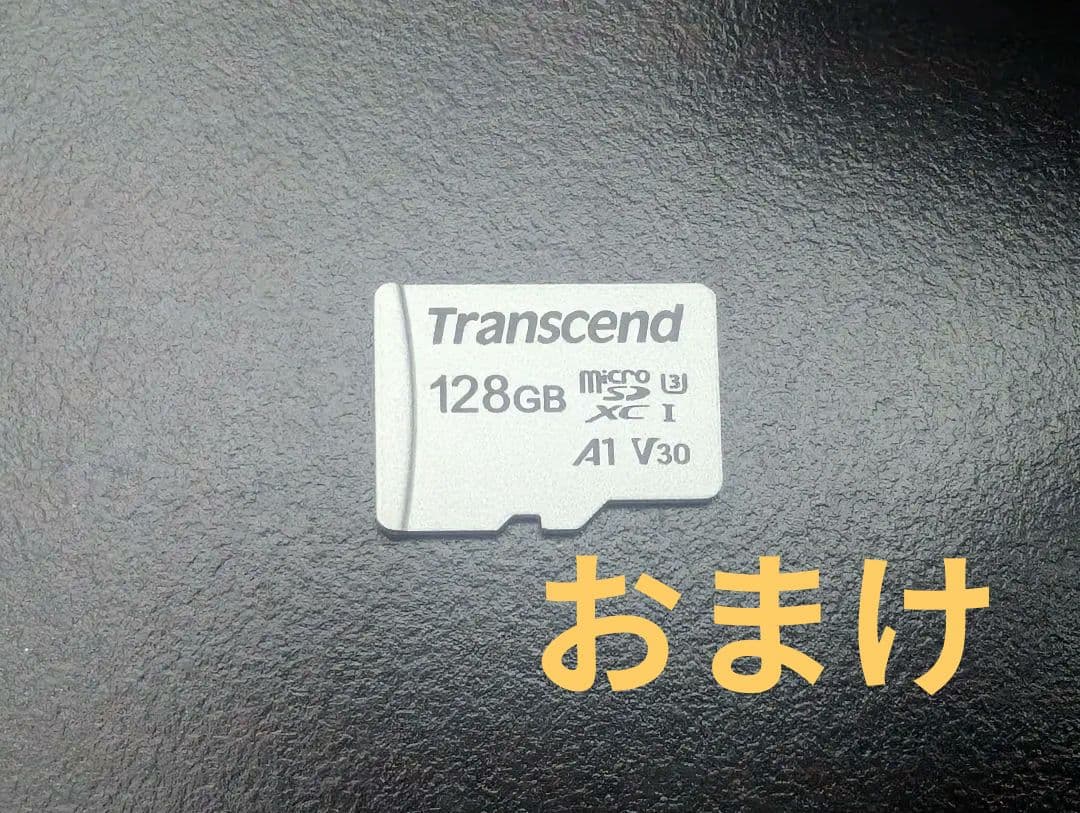 Transcend
128GB micro SD XC I U3
A1 V30
おまけ